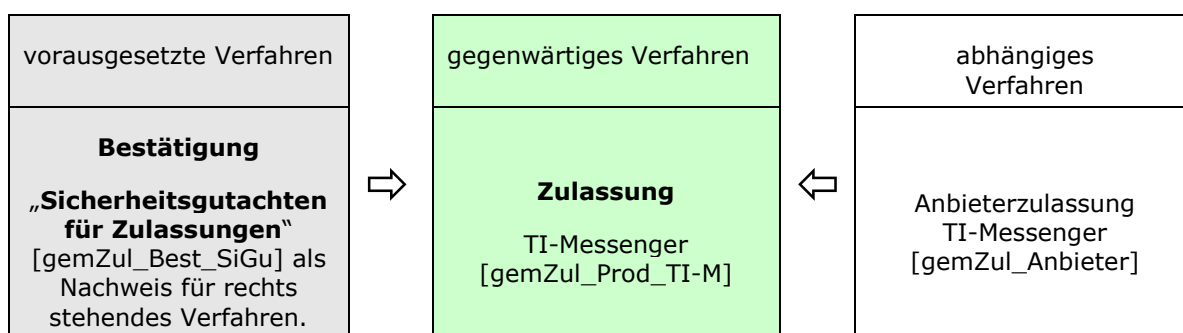 vorausgesetzte Verfahren
Bestätigung
„Sicherheitsgutachten
für Zulassungen“
[gemZul_Best_SiGu] als
Nachweis für rechts
stehendes Verfahren.
gegenwärtiges Verfahren
Zulassung
TI-Messenger
[gemZul_Prod_TI-M]
abhängiges
Verfahren
Anbieterzulassung
TI-Messenger
[gemZul_Anbieter]